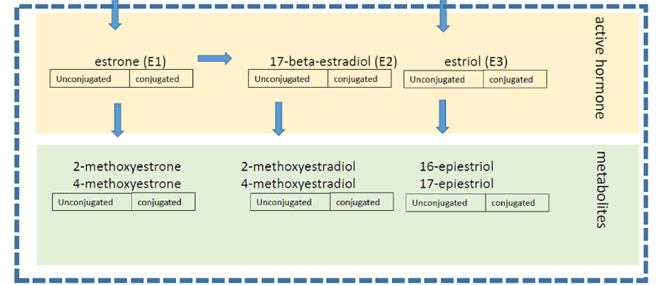 active hormone
estrone (E1)
17-beta-estradiol (E2)
estriol (E3)
Unconjugated conjugated
Unconjugated conjugated
Unconjugated conjugated
metabolites
2-methoxyestrone
4-methoxyestrone
Unconjugated conjugated
2-methoxyestradiol
4-methoxyestradiol
Unconjugated conjugated
16-epiestriol
17-epiestriol
Unconjugated conjugated